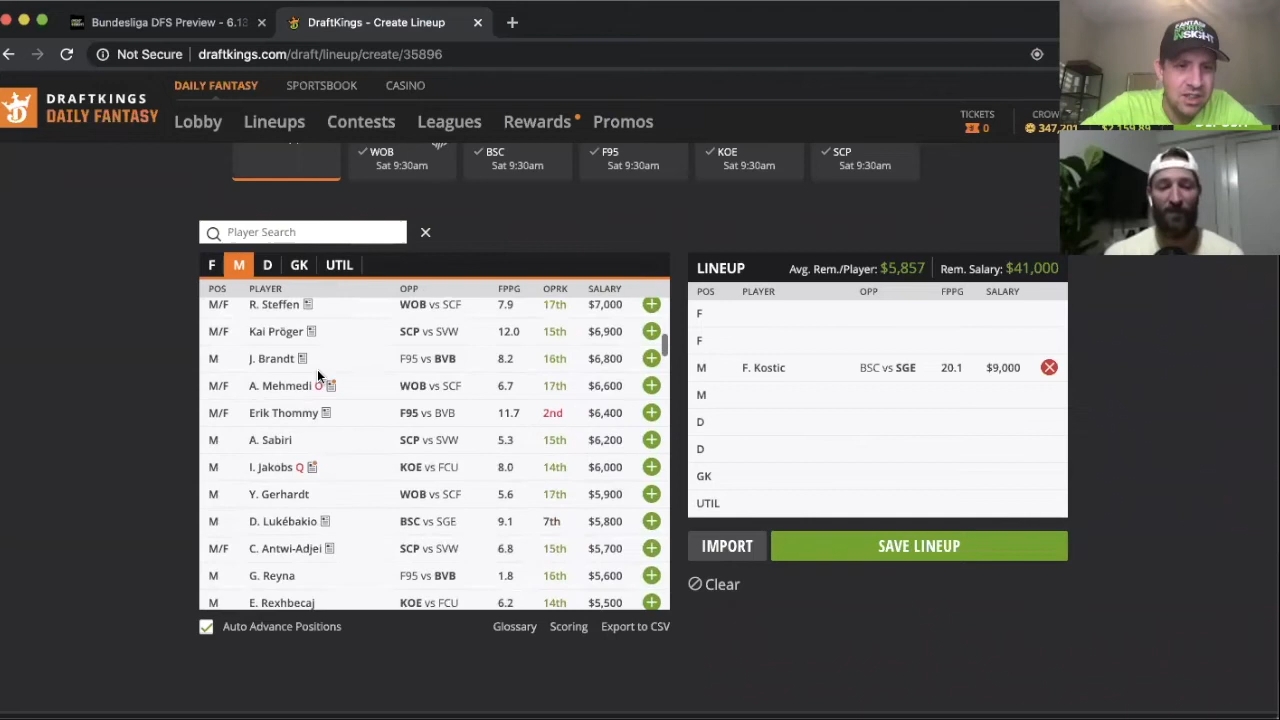 Bundesliga DFS Preview - 6.13
DraftKings - Create Lineup
Not Secure draftkings.com/draft/lineup/create/35896
DRAFTKINGS
DAILY FANTASY
DAILY FANTASY SPORTSBOOK CASINO
Lobby Lineups Contests Leagues Rewards Promos
TICKETS
0
CROW
347,201
WOB
Sat 9:30am
BSC
Sat 9:30am
F95
Sat 9:30am
KOE
Sat 9:30am
SCP
Sat 9:30am
Player Search
F M D GK UTIL
POS PLAYER OPP FPPG OPRK SALARY
M/F R. Steffen WOB vs SCF 7.9 17th $7,000
M/F Kai Pröger SCP vs SVW 12.0 15th $6,900
M J. Brandt F95 vs BVB 8.2 16th $6,800
M/F A. Mehmedi O WOB vs SCF 6.7 17th $6,600
M/F Erik Thommy F95 vs BVB 11.7 2nd $6,400
M A. Sabiri SCP vs SVW 5.3 15th $6,200
M I. Jakobs Q KOE vs FCU 8.0 14th $6,000
M Y. Gerhardt WOB vs SCF 5.6 17th $5,900
M D. Lukébakio BSC vs SGE 9.1 7th $5,800
M/F C. Antwi-Adjei SCP vs SVW 6.8 15th $5,700
M G. Reyna F95 vs BVB 1.8 16th $5,600
M E. Rexhbecaj KOE vs FCU 6.2 14th $5,500
Auto Advance Positions Glossary Scoring Export to CSV
LINEUP Avg. Rem./Player: $5,857 Rem. Salary: $41,000
POS PLAYER OPP FPPG SALARY
F
F
M F. Kostic BSC vs SGE 20.1 $9,000
M
D
D
GK
UTIL
IMPORT SAVE LINEUP
Clear
SPORTS
INSIGHT